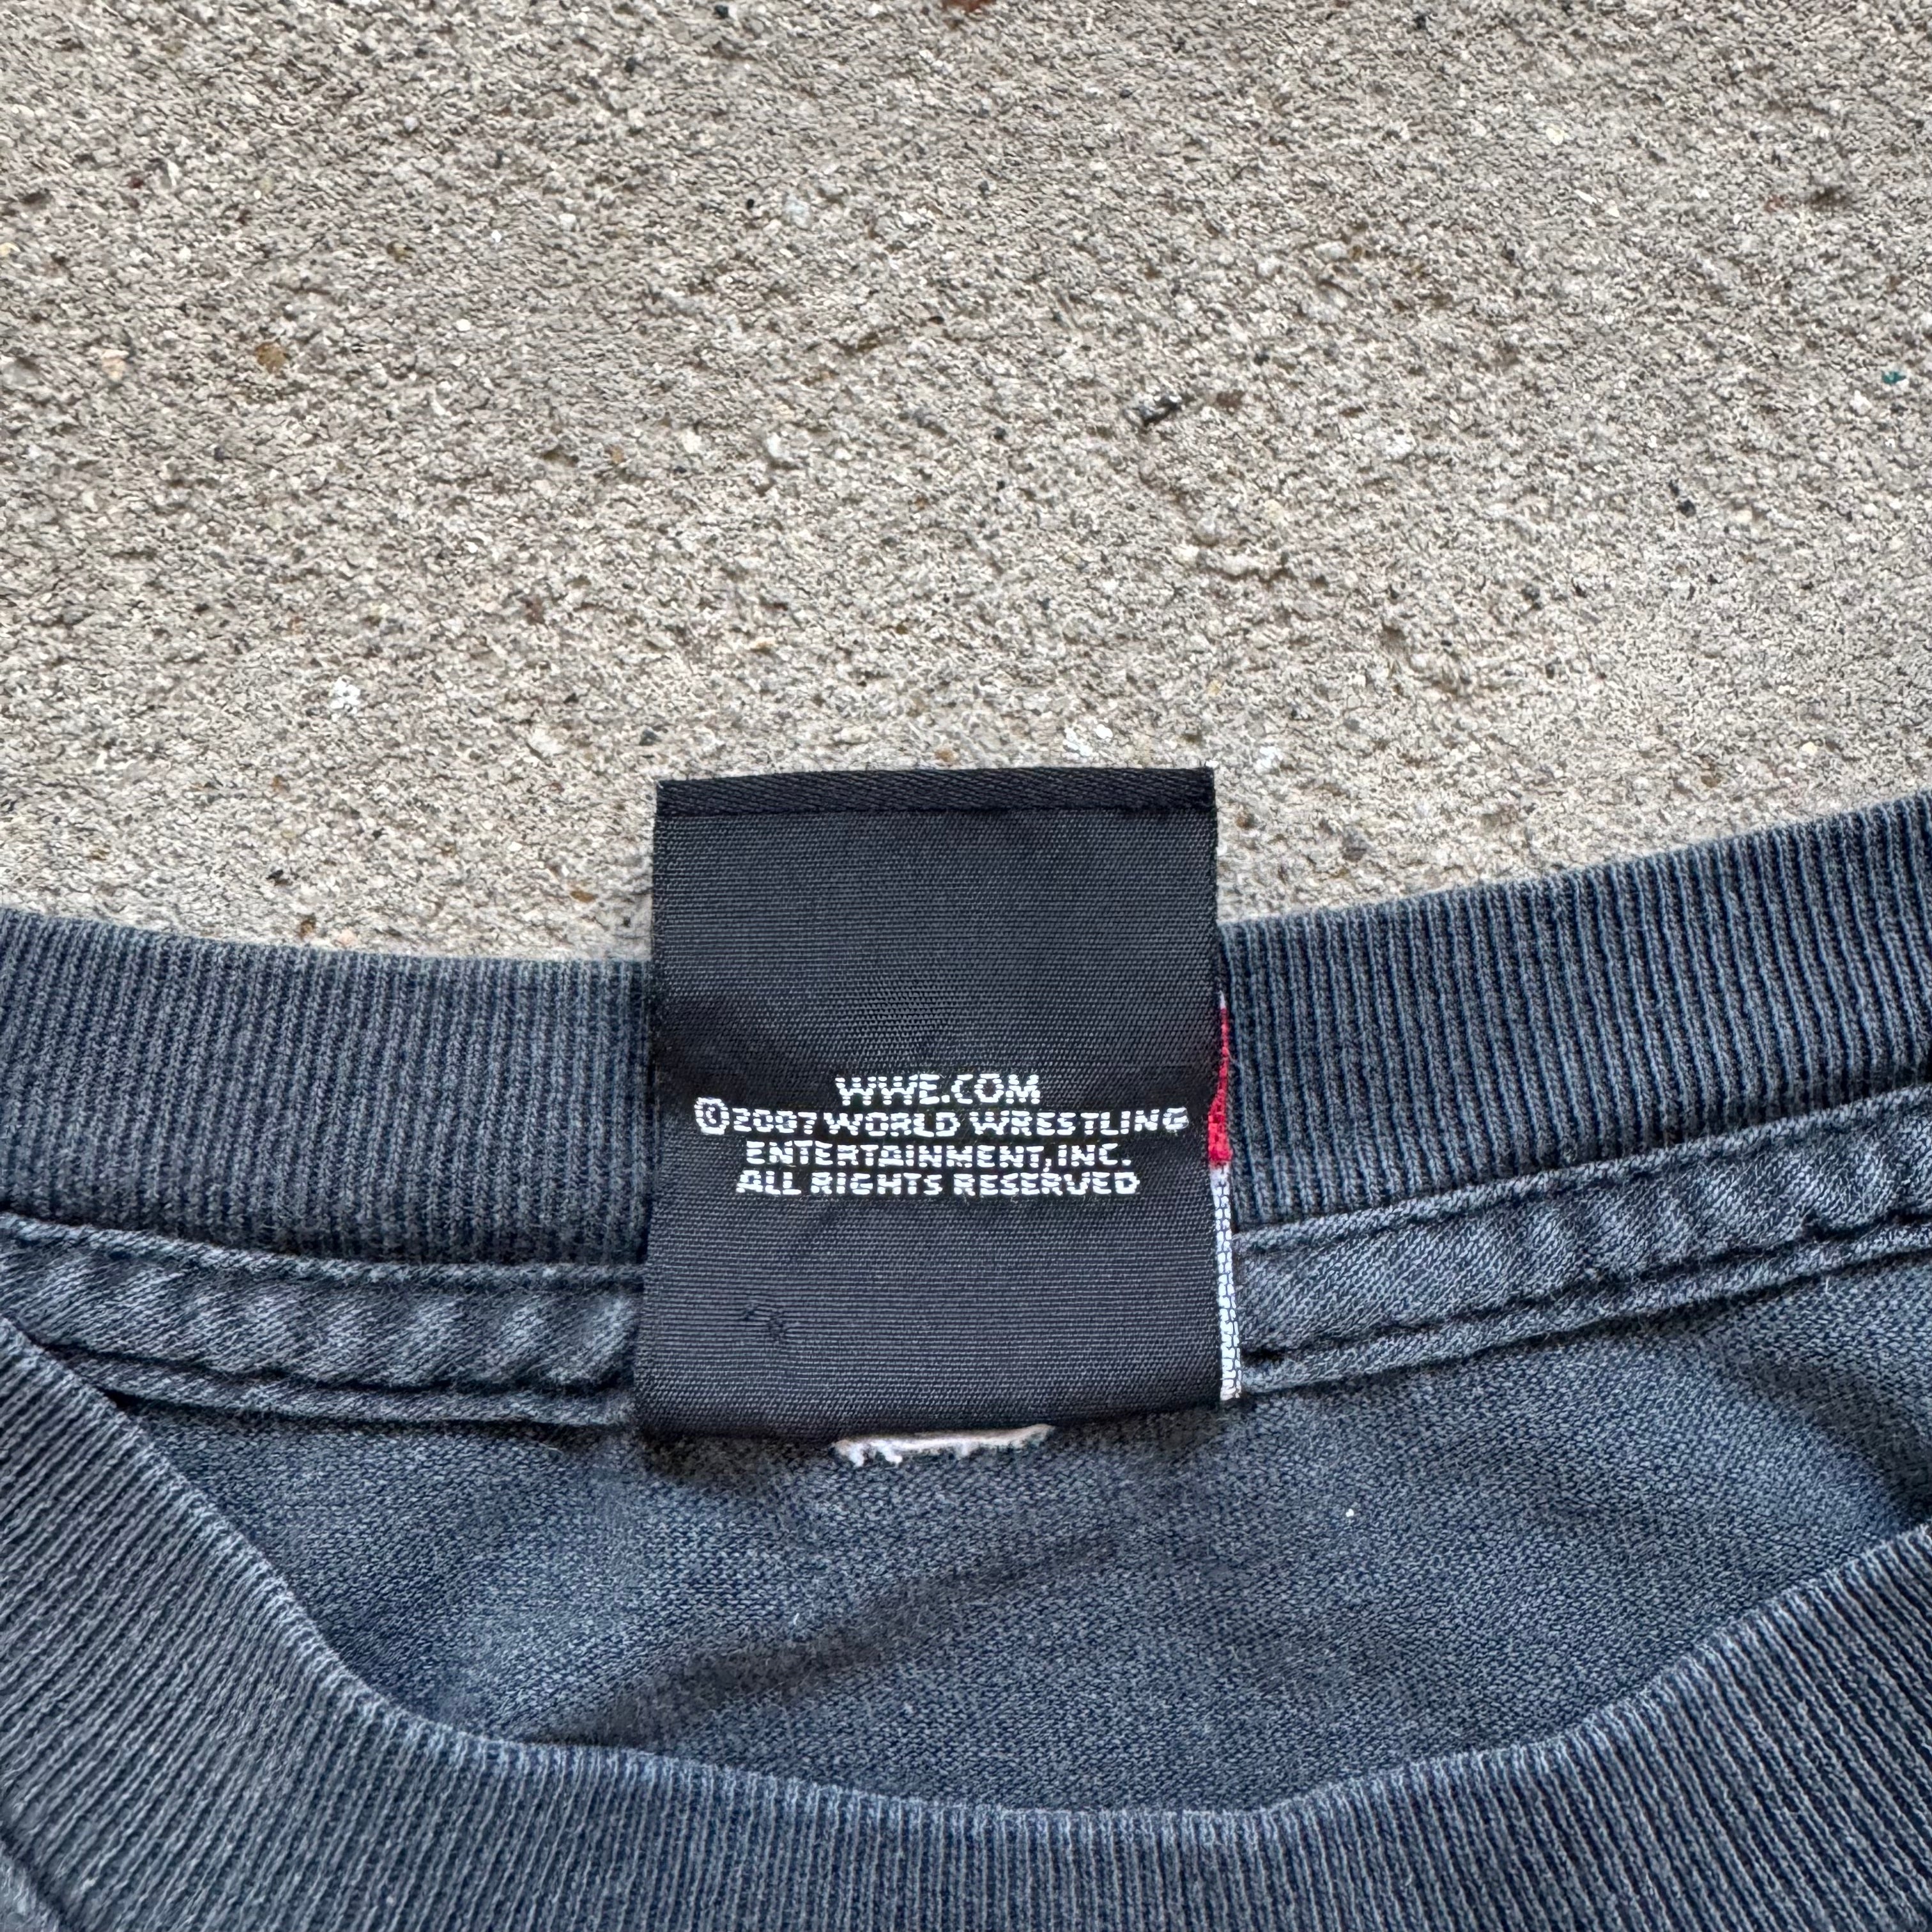 WWE.COM
©2007 WORLD WRESTLING
ENTERTAINMENT, INC.
ALL RIGHTS RESERVED